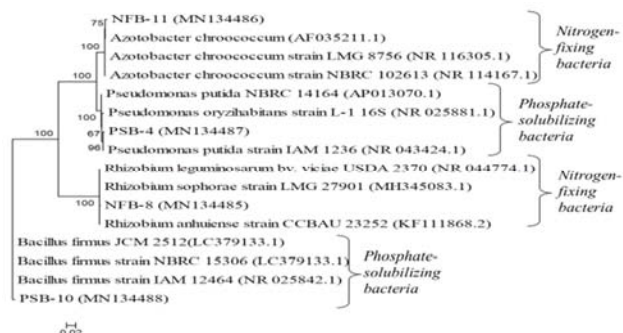 NFB-11 (MN134486)
Azotobacter chroococcum (AF035211.1)
Azotobacter chroococcum strain LMG 8756 (NR 116305.1)
Azotobacter chroococcum strain NBRC 102613 (NR 114167.1)
Nitrogen-
fixing
bacteria
Pseudomonas putida NBRC 14164 (AP013070.1)
Pseudomonas oryzihabitans strain L-1 16S (NR 025881.1)
PSB-4 (MN134487)
Pseudomonas putida strain IAM 1236 (NR 043424.1)
Phosphate-
solubilizing
bacteria
Rhizobium leguminosarum bv. viciae USDA 2370 (NR 044774.1)
Rhizobium sophorae strain LMG 27901 (MH345083.1)
NFB-8 (MN134485)
Rhizobium anhuiense strain CCBAU 23252 (KF111868.2)
Nitrogen-
fixing
bacteria
Bacillus firmus JCM 2512(LC379133.1)
Bacillus firmus strain NBRC 15306 (LC379133.1)
Bacillus firmus strain IAM 12464 (NR 025842.1)
PSB-10 (MN134488)
Phosphate-
solubilizing
bacteria
75
100
100
100
67
96
100
100
0.02